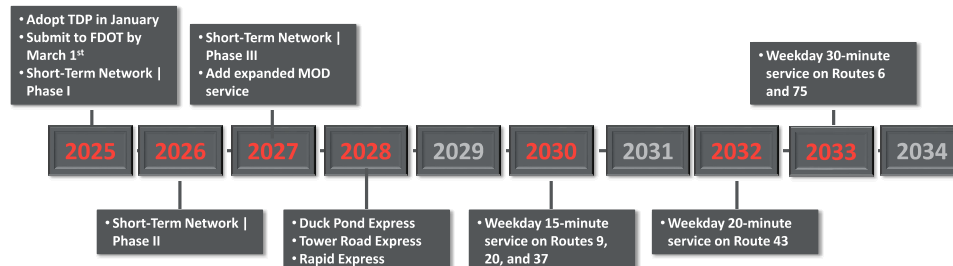 • Adopt TDP in January
• Submit to FDOT by
March 1st
• Short-Term Network |
Phase I
• Short-Term Network |
Phase III
• Add expanded MOD
service
• Weekday 30-minute
service on Routes 6
and 75
2025 2026 2027 2028 2029 2030 2031 2032 2033 2034
• Short-Term Network |
Phase II
• Duck Pond Express
• Tower Road Express
• Rapid Express
• Weekday 15-minute
service on Routes 9,
20, and 37
• Weekday 20-minute
service on Route 43